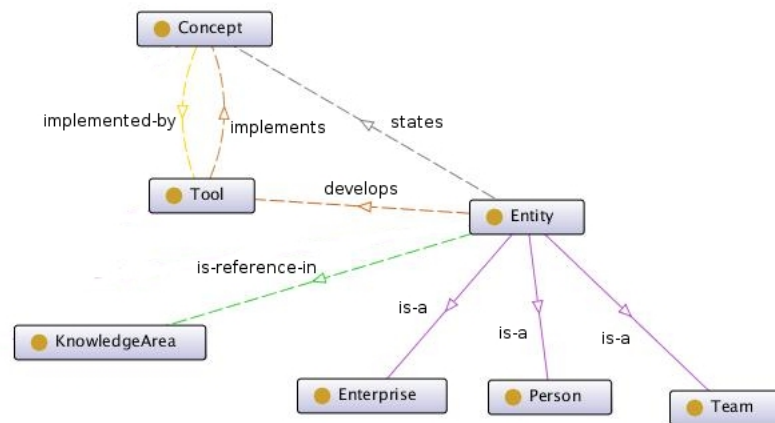 Concept
states
implemented-by
implements
Tool
develops
Entity
is-reference-in
is-a
is-a
is-a
KnowledgeArea
Enterprise
Person
Team